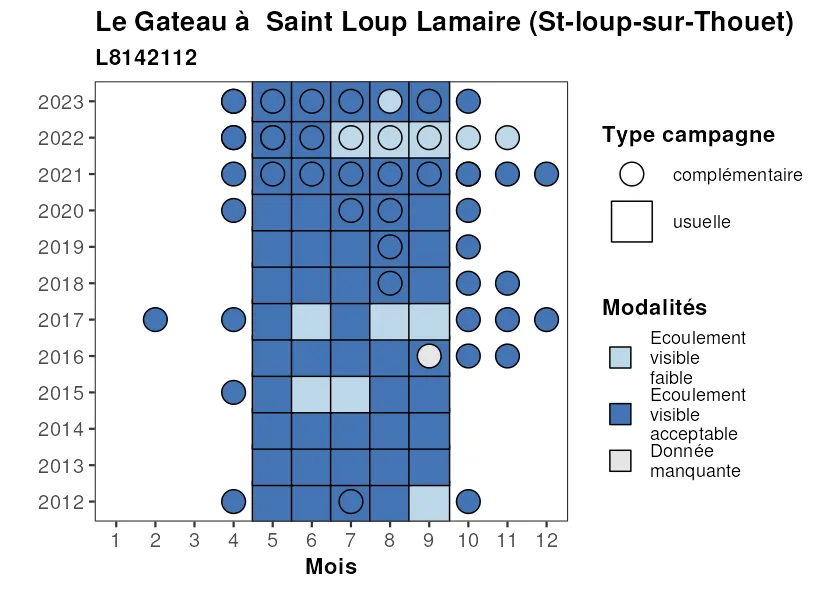 Le Gateau à  Saint Loup Lamaire (St-loup-sur-Thouet)
L8142112
2023
2022
2021
2020
2019
2018
2017
2016
2015
2014
2013
2012
1 2 3 4 5 6 7 8 9 10 11 12
Mois
Type campagne
complémentaire
usuelle
Modalités
Ecoulement
visible
faible
Ecoulement
visible
acceptable
Donnée
manquante